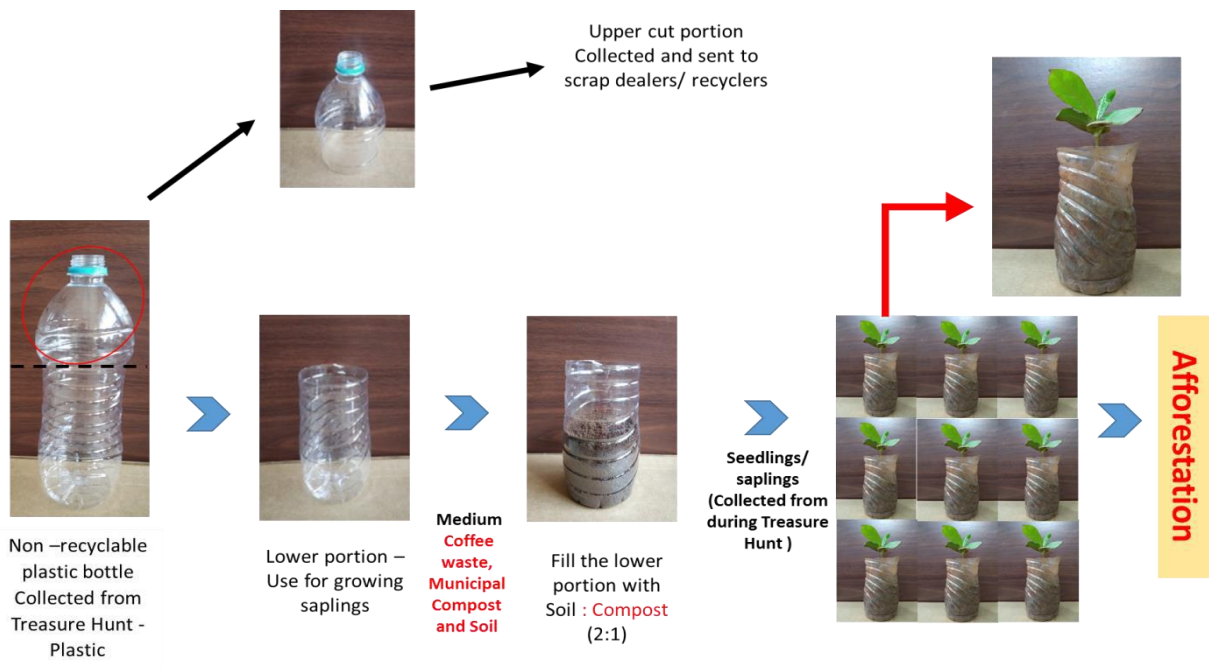 Upper cut portion
Collected and sent to
scrap dealers/ recyclers
Non –recyclable
plastic bottle
Collected from
Treasure Hunt -
Plastic
Lower portion –
Use for growing
saplings
Medium
Coffee
waste,
Municipal
Compost
and Soil
Fill the lower
portion with
Soil : Compost
(2:1)
Seedlings/
saplings
(Collected from
during Treasure
Hunt )
Afforestation